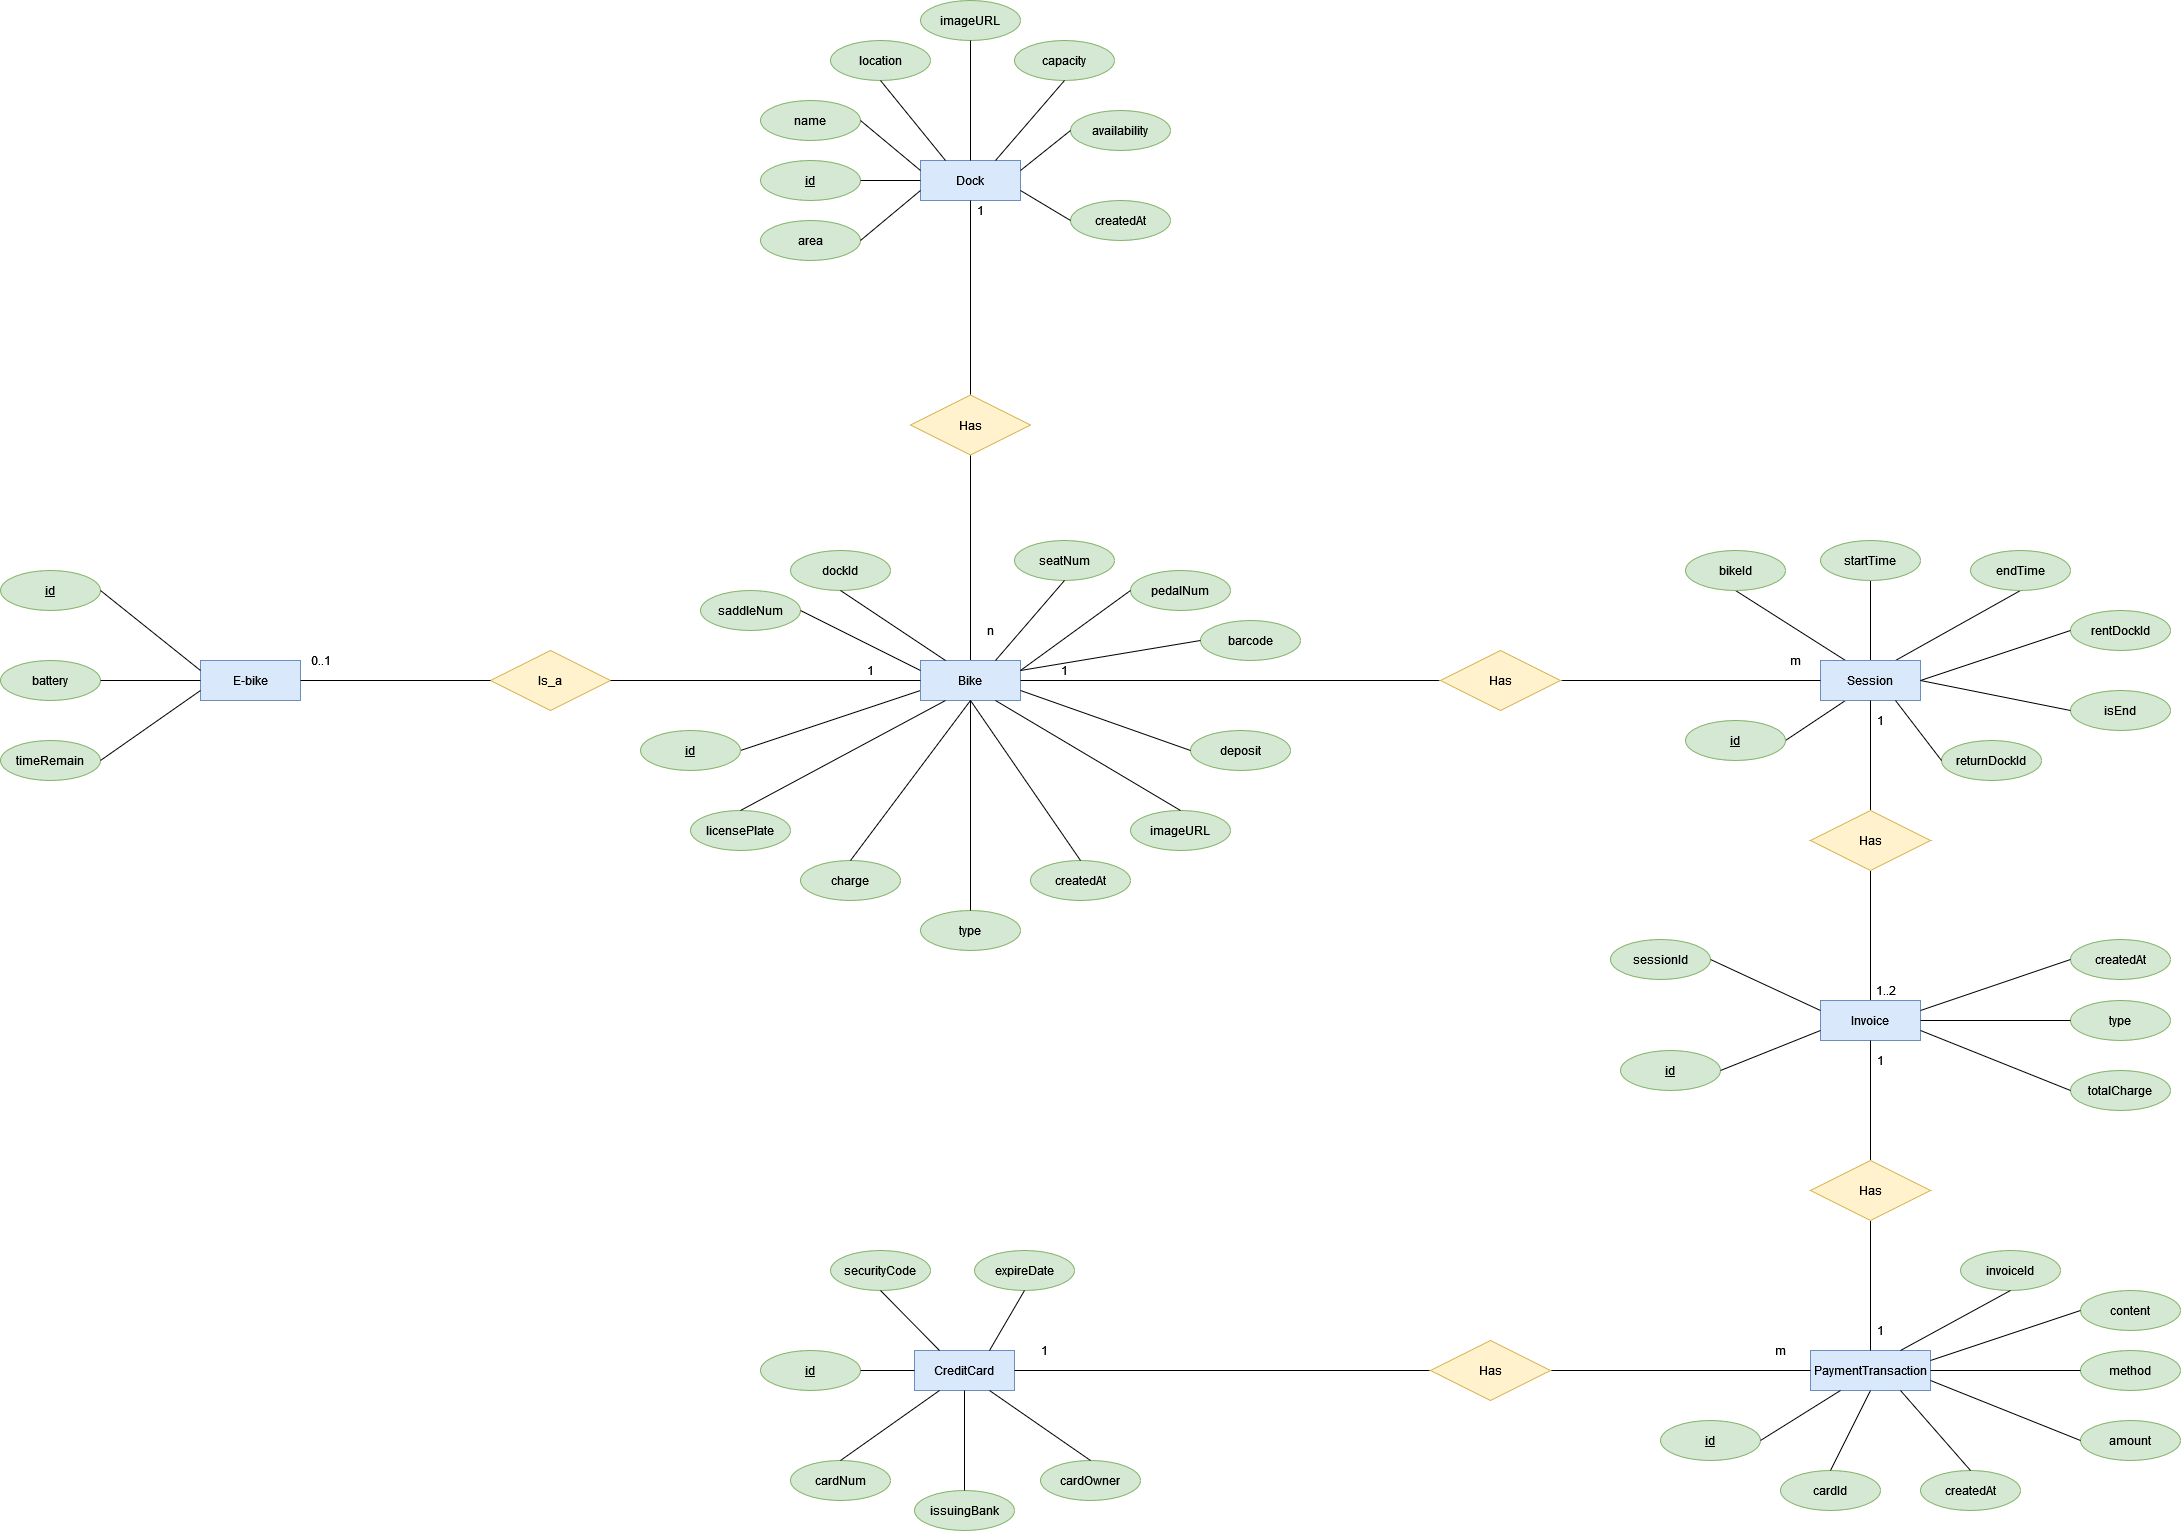 imageURL
location
capacity
name
availability
id
Dock
createdAt
area
1
Has
dockId
seatNum
bikeId
startTime
endTime
id
saddleNum
pedalNum
n
barcode
rentDockId
0..1
1
1
m
battery
E-bike
Is_a
Bike
Has
Session
isEnd
1
timeRemain
id
deposit
id
returnDockId
licensePlate
imageURL
Has
charge
createdAt
type
sessionId
createdAt
1..2
Invoice
type
1
id
totalCharge
Has
securityCode
expireDate
invoiceId
content
1
1
m
id
CreditCard
Has
PaymentTransaction
method
id
amount
cardNum
cardOwner
cardId
createdAt
issuingBank